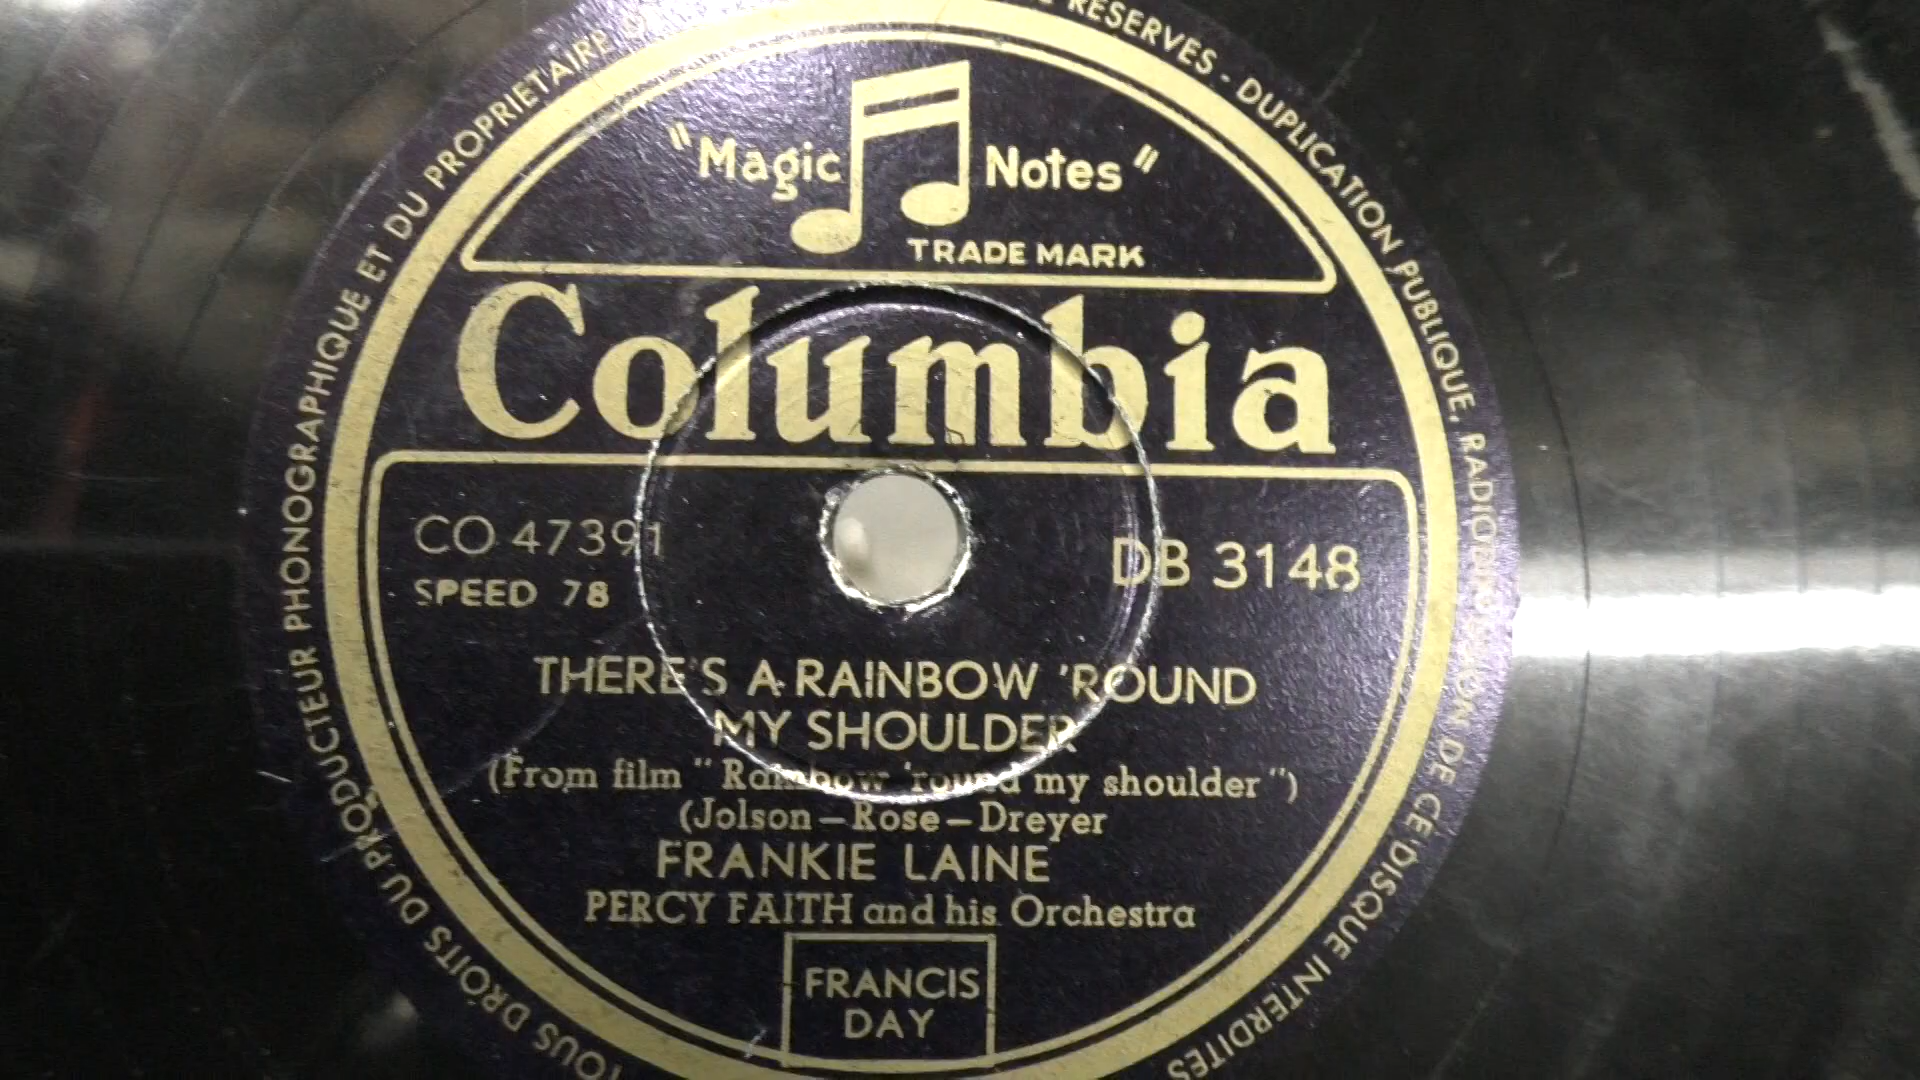 "Magic Notes"
TRADE MARK
Columbia
CO 47391
SPEED 78
DB 3148
THERE'S A RAINBOW 'ROUND
MY SHOULDER
(From film "Rainbow 'round my shoulder")
(Jolson – Rose – Dreyer
FRANKIE LAINE
PERCY FAITH and his Orchestra
FRANCIS
DAY
TOUS DROITS DU PRODUCTEUR PHONOGRAPHIQUE ET DU PROPRIETAIRE
RESERVES - DUPLICATION PUBLIQUE, RADIODIFFUSION DE CE DISQUE INTERDITES